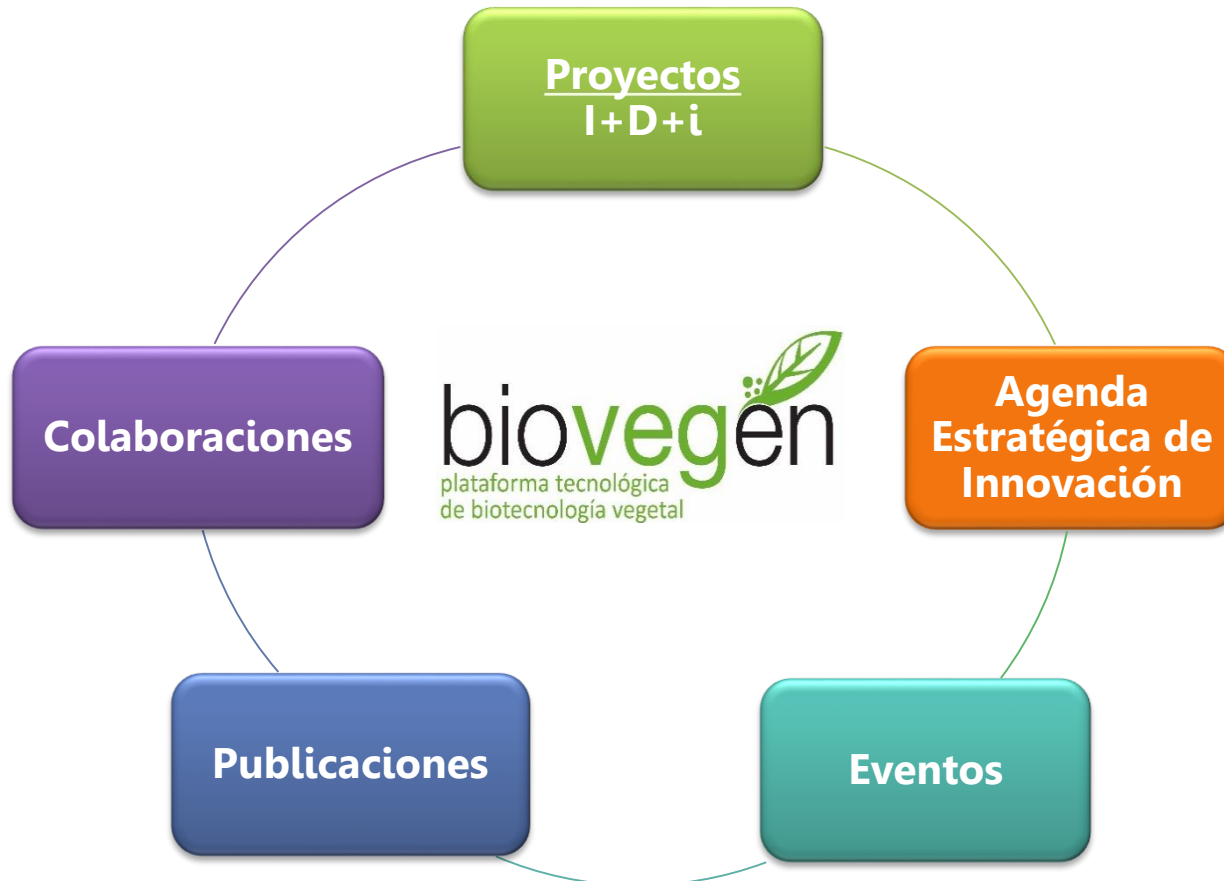 Proyectos
I+D+i
Agenda
Estratégica de
Innovación
Eventos
Publicaciones
Colaboraciones
biovegen
plataforma tecnológica
de biotecnología vegetal